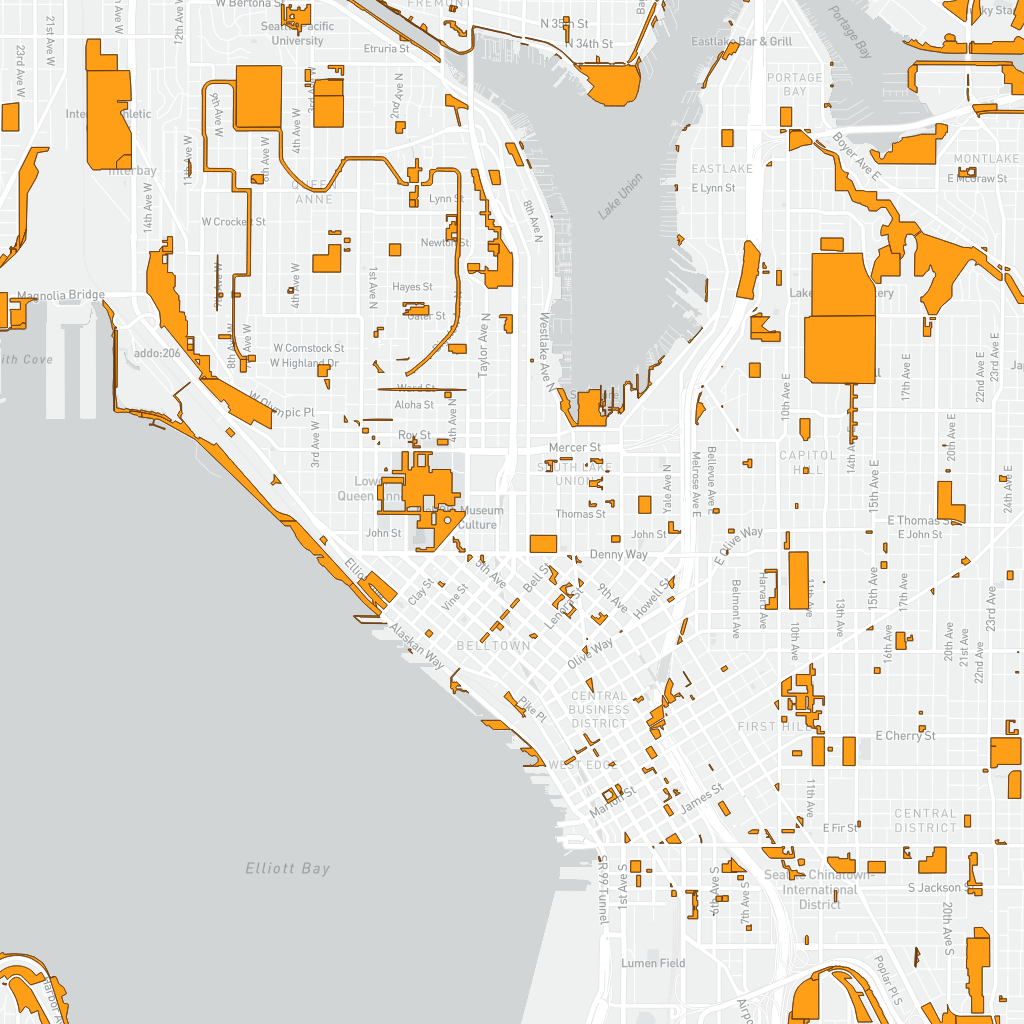 W Bertona St
FREMONT
N 35th St
N 34th St
Seattle Pacific
University
Etruria St
Eastlake Bar & Grill
Portage Bay
PORTAGE
BAY
12th Ave W
21st Ave W
23rd Ave W
9th Ave W
3rd Ave W
4th Ave W
2nd Ave N
11th Ave W
6th Ave W
Interbay
14th Ave W
QUEEN
ANNE
Lynn St
W Crockett St
Newton St
8th Ave N
Lake Union
EASTLAKE
E Lynn St
Boyer Ave E
MONTLAKE
E McGraw St
Magnolia Bridge
4th Ave W
1st Ave N
Hayes St
Galer St
Taylor Ave N
Westlake Ave N
Smith Cove
addo:206
8th Ave W
7th Ave W
W Comstock St
W Highland Dr
Ward St
Aloha St
W Olympic Pl
3rd Ave W
Roy St
4th Ave N
Mercer St
SOUTH LAKE
UNION
Queen Anne
Museum
Culture
John St
Thomas St
John St
Denny Way
Yale Ave N
Melrose Ave E
Bellevue Ave E
10th Ave E
CAPITOL
HILL
14th Ave E
15th Ave E
17th Ave E
20th Ave E
22nd Ave E
23rd Ave E
24th Ave E
E Thomas St
E John St
E Olive Way
5th Ave
Bell St
Clay St
Vine St
Lenora St
9th Ave
Howell St
Olive Way
BELLTOWN
Alaskan Way
Pike Pl
CENTRAL
BUSINESS
DISTRICT
WEST EDGE
Belmont Ave
Harvard Ave
11th Ave
10th Ave
13th Ave
15th Ave
17th Ave
16th Ave
20th Ave
21st Ave
22nd Ave
23rd Ave
FIRST HILL
E Cherry St
11th Ave
Marion St
James St
E Fir St
CENTRAL
DISTRICT
Elliott Bay
SR 99 Tunnel
1st Ave S
9th Ave S
7th Ave S
Seattle Chinatown-
International
District
S Jackson St
20th Ave S
Poplar Pl S
Lumen Field